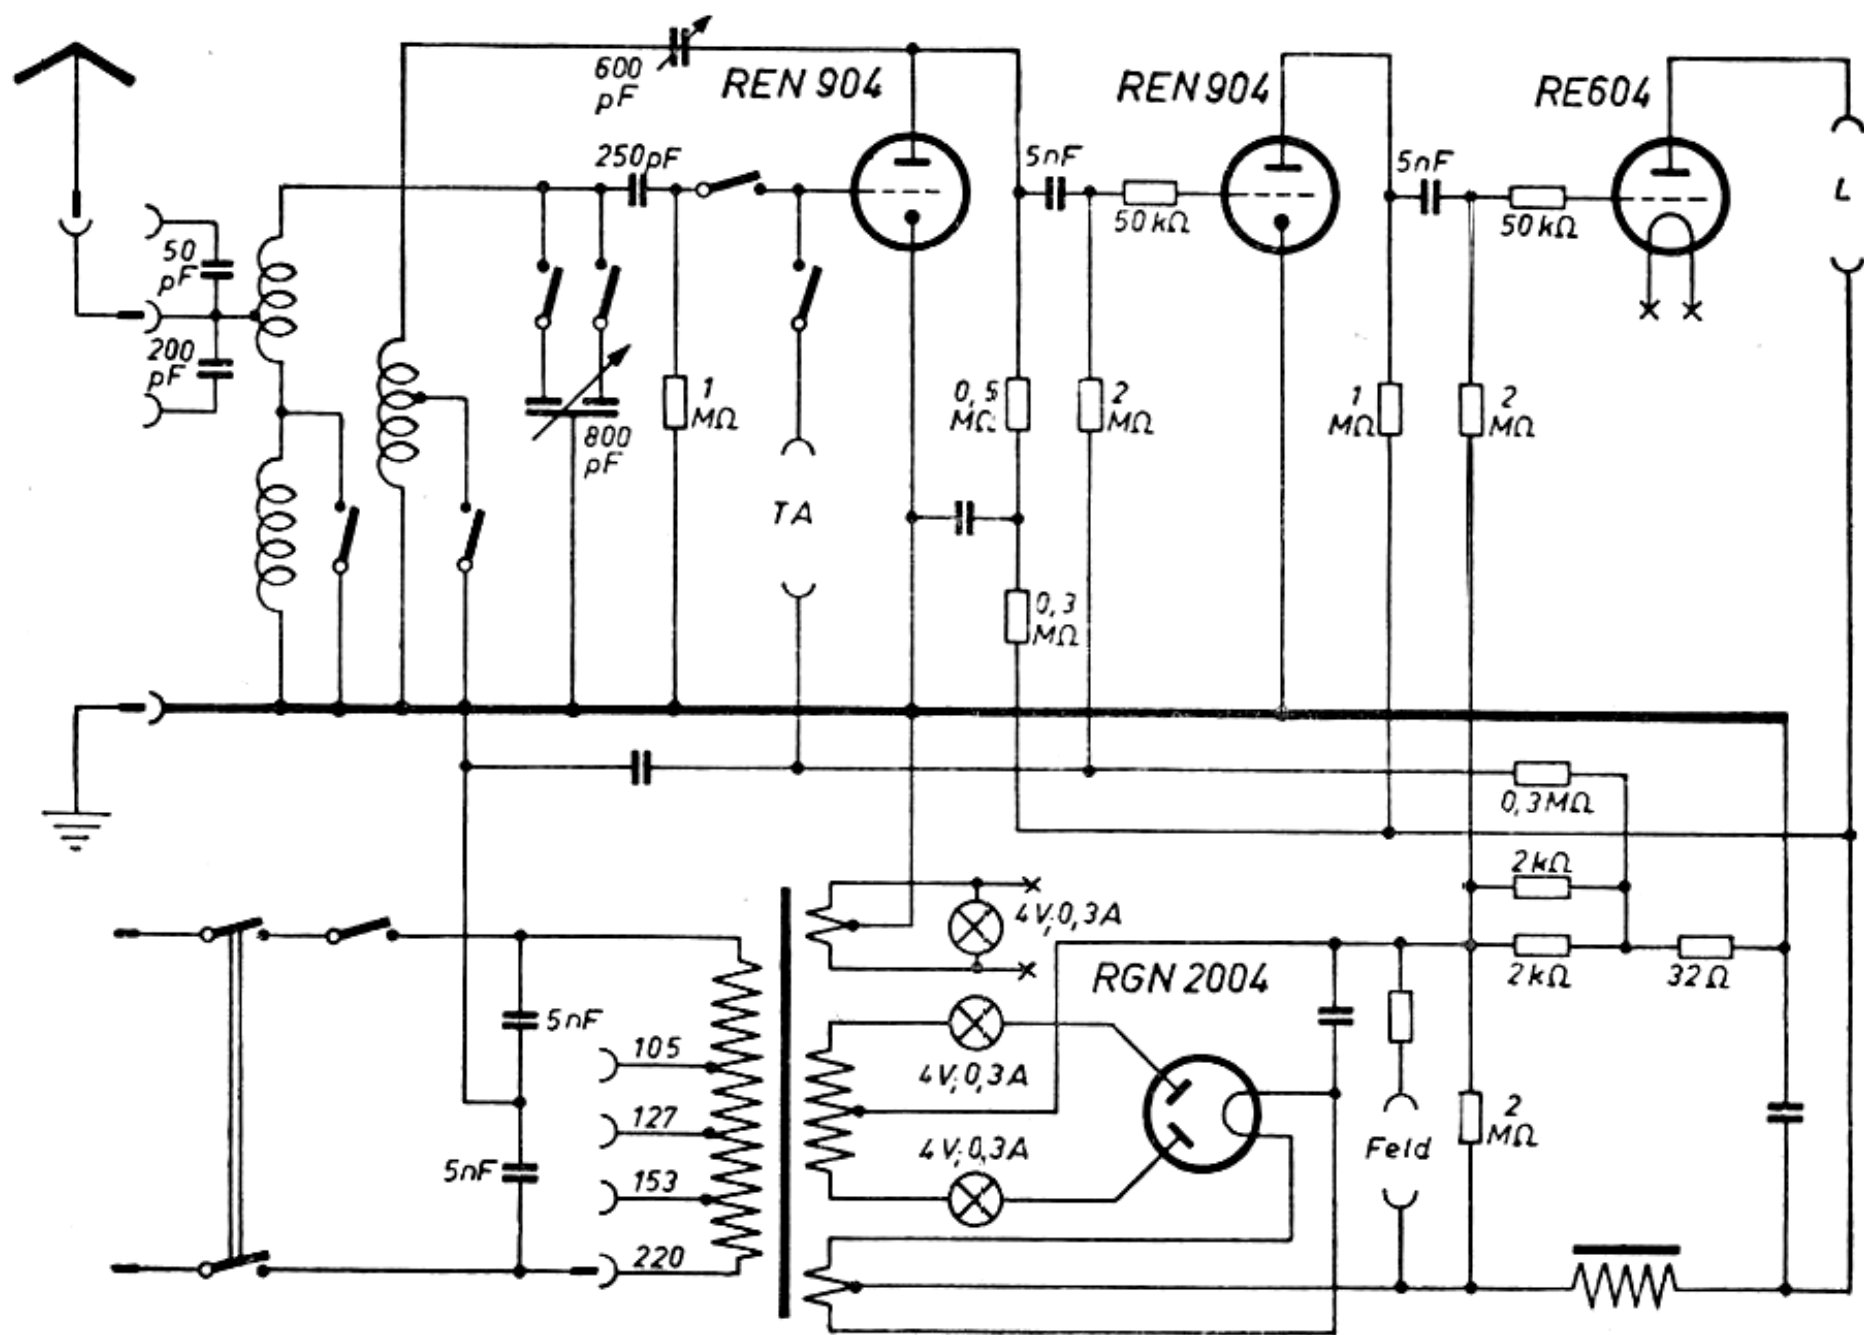 600
pF
REN 904
REN 904
RE604
250pF
5nF
5nF
50kΩ
50kΩ
L
50
pF
200
pF
1
MΩ
800
pF
0,5
MΩ
2
MΩ
1
MΩ
2
MΩ
TA
0,3
MΩ
0,3MΩ
2kΩ
4V;0,3A
RGN 2004
2kΩ
32Ω
5nF
105
4V;0,3A
127
5nF
153
220
4V;0,3A
Feld
2
MΩ